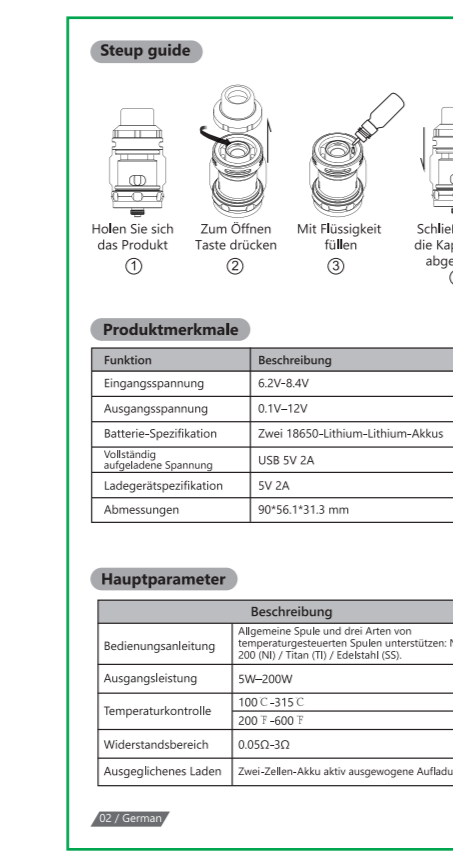 Steup guide
Holen Sie sich
das Produkt
①
Zum Öffnen
Taste drücken
②
Mit Flüssigkeit
füllen
③
die
Produktmerkmale
Funktion Beschreibung
Eingangsspannung 6.2V-8.4V
Ausgangsspannung 0.1V–12V
Batterie-Spezifikation Zwei 18650-Lithium-Lithium-Akkus
Vollständig
aufgeladene Spannung USB 5V 2A
Ladegerätspezifikation 5V 2A
Abmessungen 90*56.1*31.3 mm
Hauptparameter
Beschreibung
Bedienungsanleitung
Allgemeine Spule und drei Arten von
temperaturgesteuerten Spulen unterstützen:
200 (NI) / Titan (TI) / Edelstahl (SS).
Ausgangsleistung 5W–200W
Temperaturkontrolle
100 C -315 C
200 F -600 F
Widerstandsbereich 0.05Ω-3Ω
Ausgeglichenes Laden Zwei-Zellen-Akku aktiv ausgewogene
02 / German